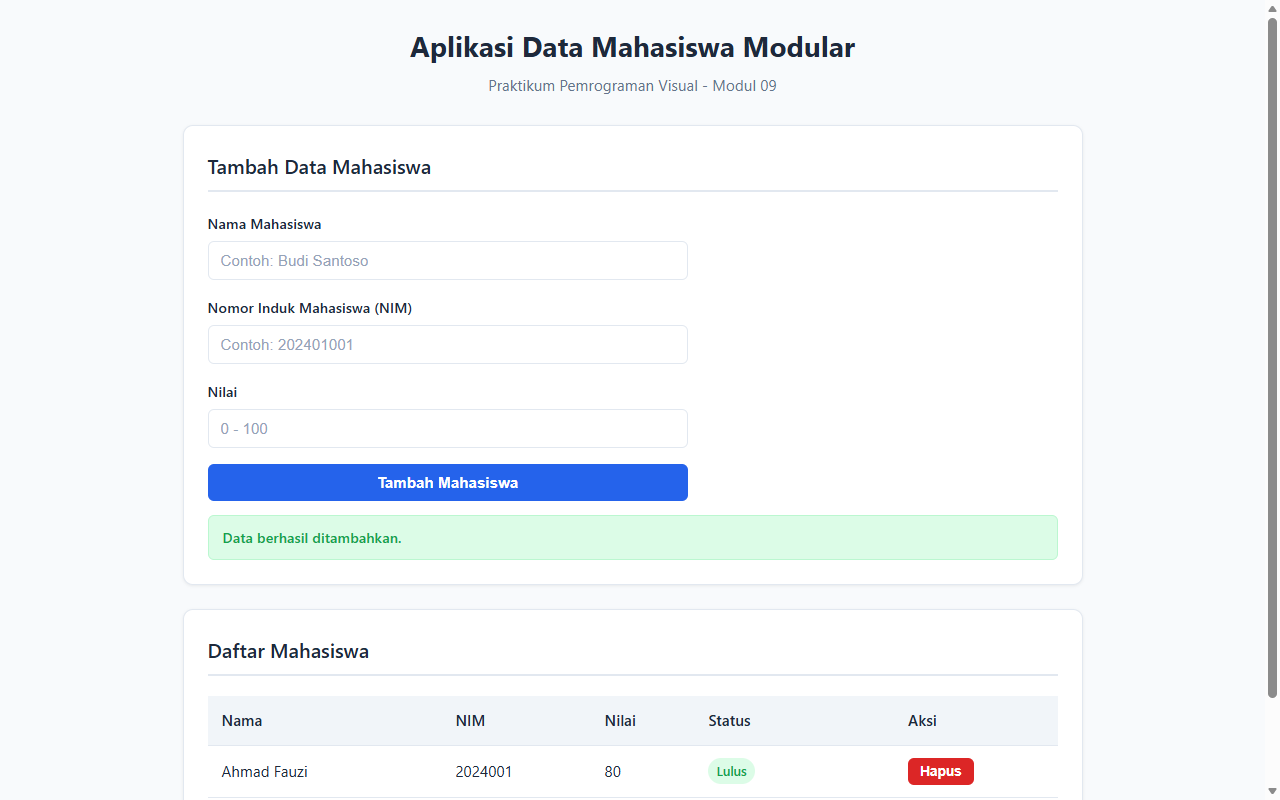 Aplikasi Data Mahasiswa Modular
Praktikum Pemrograman Visual - Modul 09
Tambah Data Mahasiswa
Nama Mahasiswa
Contoh: Budi Santoso
Nomor Induk Mahasiswa (NIM)
Contoh: 202401001
Nilai
0 - 100
Tambah Mahasiswa
Data berhasil ditambahkan.
Daftar Mahasiswa
Nama NIM Nilai Status Aksi
Ahmad Fauzi 2024001 80 Lulus Hapus